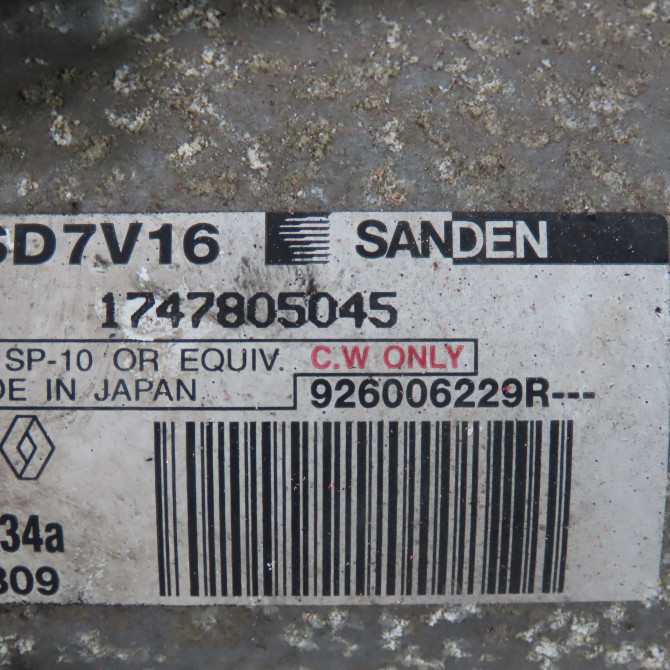 SD7V16 SANDEN
1747805045
SP-10 OR EQUIV. C.W ONLY
DE IN JAPAN 926006229R---
34a
309